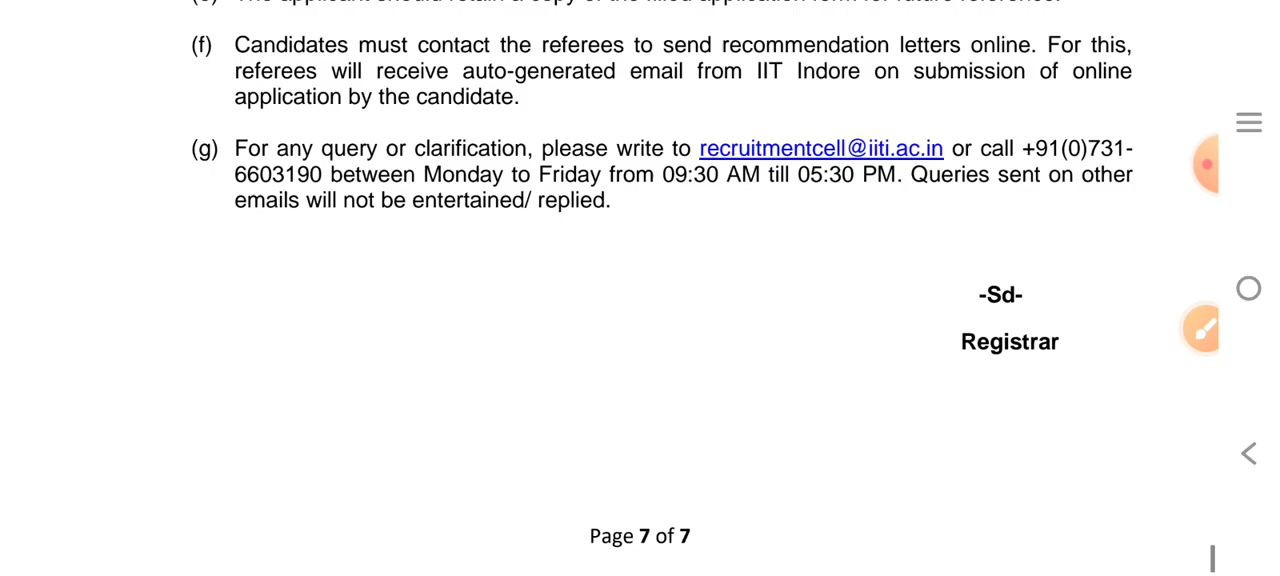 (f) Candidates must contact the referees to send recommendation letters online. For this,
referees will receive auto-generated email from IIT Indore on submission of online
application by the candidate.
(g) For any query or clarification, please write to recruitmentcell@iiti.ac.in or call +91(0)731-
6603190 between Monday to Friday from 09:30 AM till 05:30 PM. Queries sent on other
emails will not be entertained/ replied.
-Sd-
Registrar
Page 7 of 7